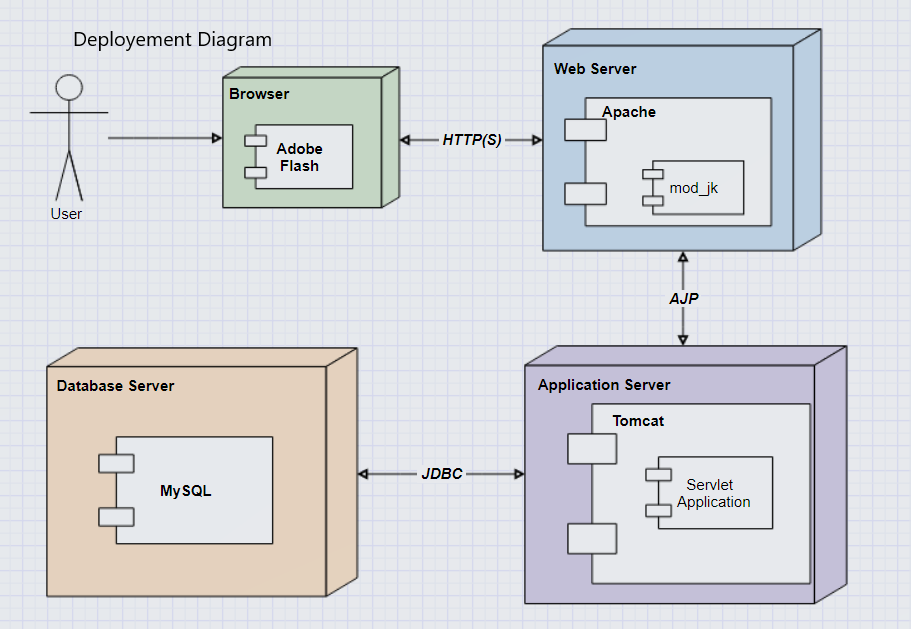 Deployement Diagram
User
Browser
Adobe
Flash
HTTP(S)
Web Server
Apache
mod_jk
AJP
Database Server
MySQL
JDBC
Application Server
Tomcat
Servlet
Application